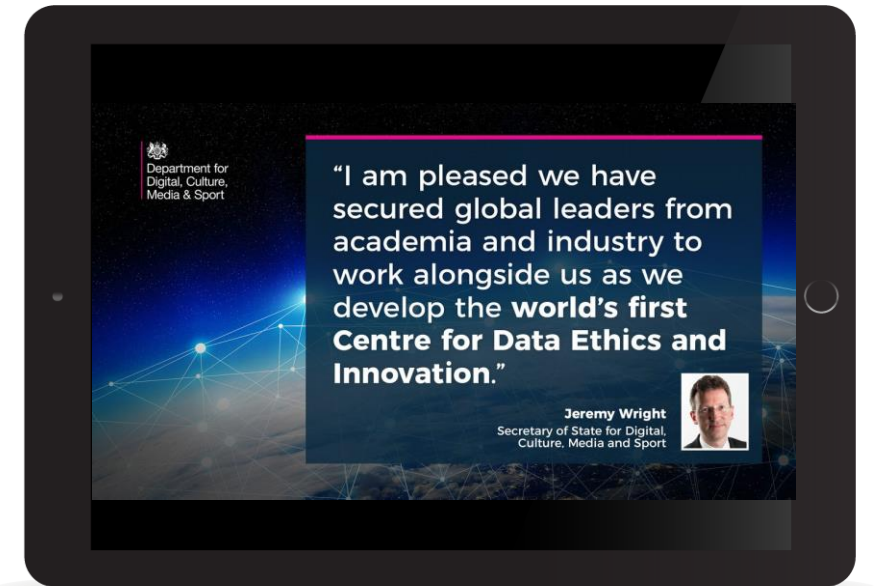 Department for
Digital, Culture,
Media & Sport
“I am pleased we have
secured global leaders from
academia and industry to
work alongside us as we
develop the world’s first
Centre for Data Ethics and
Innovation.”
Jeremy Wright
Secretary of State for Digital,
Culture, Media and Sport